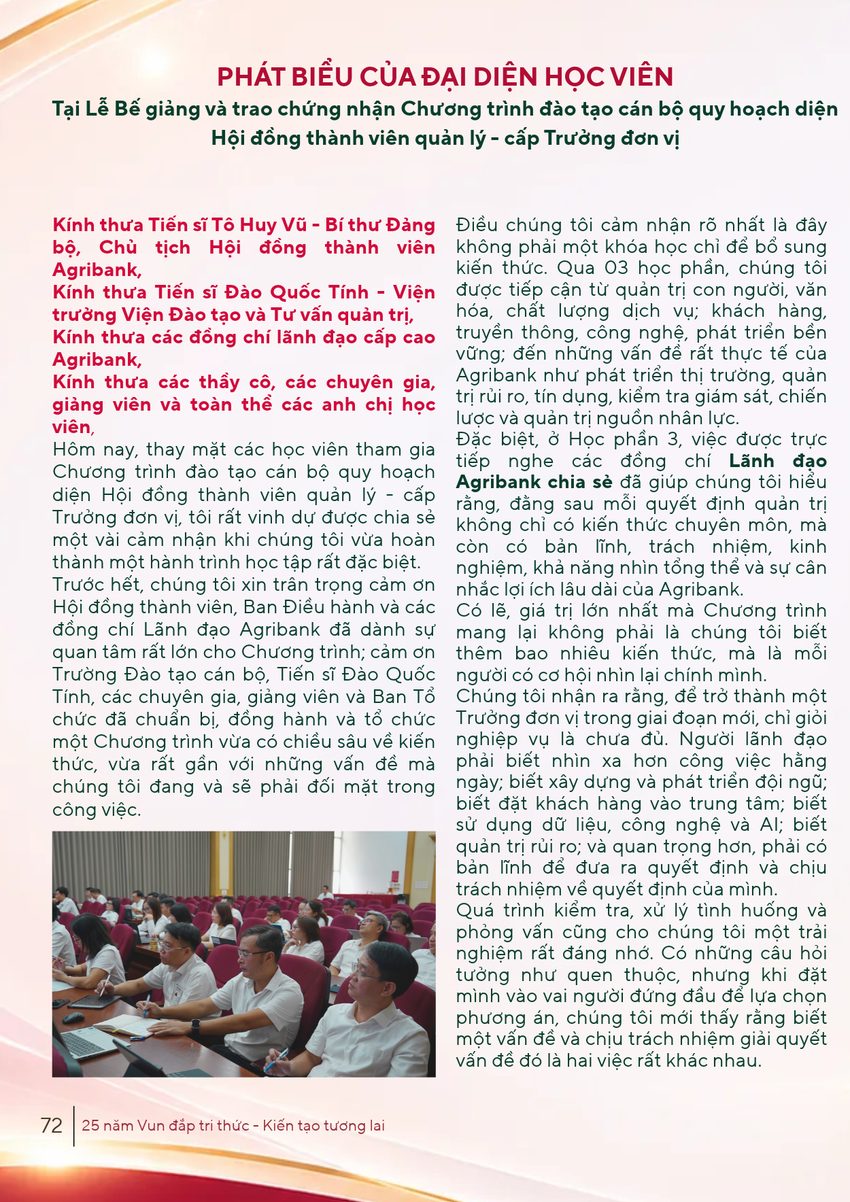 PHÁT BIỂU CỦA ĐẠI DIỆN HỌC VIÊN
Tại Lễ Bế giảng và trao chứng nhận Chương trình đào tạo cán bộ quy hoạch diện
Hội đồng thành viên quản lý - cấp Trưởng đơn vị
Kính thưa Tiến sĩ Tô Huy Vũ - Bí thư Đảng
bộ, Chủ tịch Hội đồng thành viên
Agribank,
Kính thưa Tiến sĩ Đào Quốc Tính - Viện
trưởng Viện Đào tạo và Tư vấn quản trị,
Kính thưa các đồng chí lãnh đạo cấp cao
Agribank,
Kính thưa các thầy cô, các chuyên gia,
giảng viên và toàn thể các anh chị học
viên,
Hôm nay, thay mặt các học viên tham gia
Chương trình đào tạo cán bộ quy hoạch
diện Hội đồng thành viên quản lý - cấp
Trưởng đơn vị, tôi rất vinh dự được chia sẻ
một vài cảm nhận khi chúng tôi vừa hoàn
thành một hành trình học tập rất đặc biệt.
Trước hết, chúng tôi xin trân trọng cảm ơn
Hội đồng thành viên, Ban Điều hành và các
đồng chí Lãnh đạo Agribank đã dành sự
quan tâm rất lớn cho Chương trình; cảm ơn
Trường Đào tạo cán bộ, Tiến sĩ Đào Quốc
Tính, các chuyên gia, giảng viên và Ban Tổ
chức đã chuẩn bị, đồng hành và tổ chức
một Chương trình vừa có chiều sâu về kiến
thức, vừa rất gần với những vấn đề mà
chúng tôi đang và sẽ phải đối mặt trong
công việc.
Điều chúng tôi cảm nhận rõ nhất là đây
không phải một khóa học chỉ để bổ sung
kiến thức. Qua 03 học phần, chúng tôi
được tiếp cận từ quản trị con người, văn
hóa, chất lượng dịch vụ; khách hàng,
truyền thông, công nghệ, phát triển bền
vững; đến những vấn đề rất thực tế của
Agribank như phát triển thị trường, quản
trị rủi ro, tín dụng, kiểm tra giám sát, chiến
lược và quản trị nguồn nhân lực.
Đặc biệt, ở Học phần 3, việc được trực
tiếp nghe các đồng chí Lãnh đạo
Agribank chia sẻ đã giúp chúng tôi hiểu
rằng, đằng sau mỗi quyết định quản trị
không chỉ có kiến thức chuyên môn, mà
còn có bản lĩnh, trách nhiệm, kinh
nghiệm, khả năng nhìn tổng thể và sự cân
nhắc lợi ích lâu dài của Agribank.
Có lẽ, giá trị lớn nhất mà Chương trình
mang lại không phải là chúng tôi biết
thêm bao nhiêu kiến thức, mà là mỗi
người có cơ hội nhìn lại chính mình.
Chúng tôi nhận ra rằng, để trở thành một
Trưởng đơn vị trong giai đoạn mới, chỉ giỏi
nghiệp vụ là chưa đủ. Người lãnh đạo
phải biết nhìn xa hơn công việc hằng
ngày; biết xây dựng và phát triển đội ngũ;
biết đặt khách hàng vào trung tâm; biết
sử dụng dữ liệu, công nghệ và AI; biết
quản trị rủi ro; và quan trọng hơn, phải có
bản lĩnh để đưa ra quyết định và chịu
trách nhiệm về quyết định của mình.
Quá trình kiểm tra, xử lý tình huống và
phỏng vấn cũng cho chúng tôi một trải
nghiệm rất đáng nhớ. Có những câu hỏi
tưởng như quen thuộc, nhưng khi đặt
mình vào vai người đứng đầu để lựa chọn
phương án, chúng tôi mới thấy rằng biết
một vấn đề và chịu trách nhiệm giải quyết
vấn đề đó là hai việc rất khác nhau.
72
25 năm Vun đắp tri thức - Kiến tạo tương lai